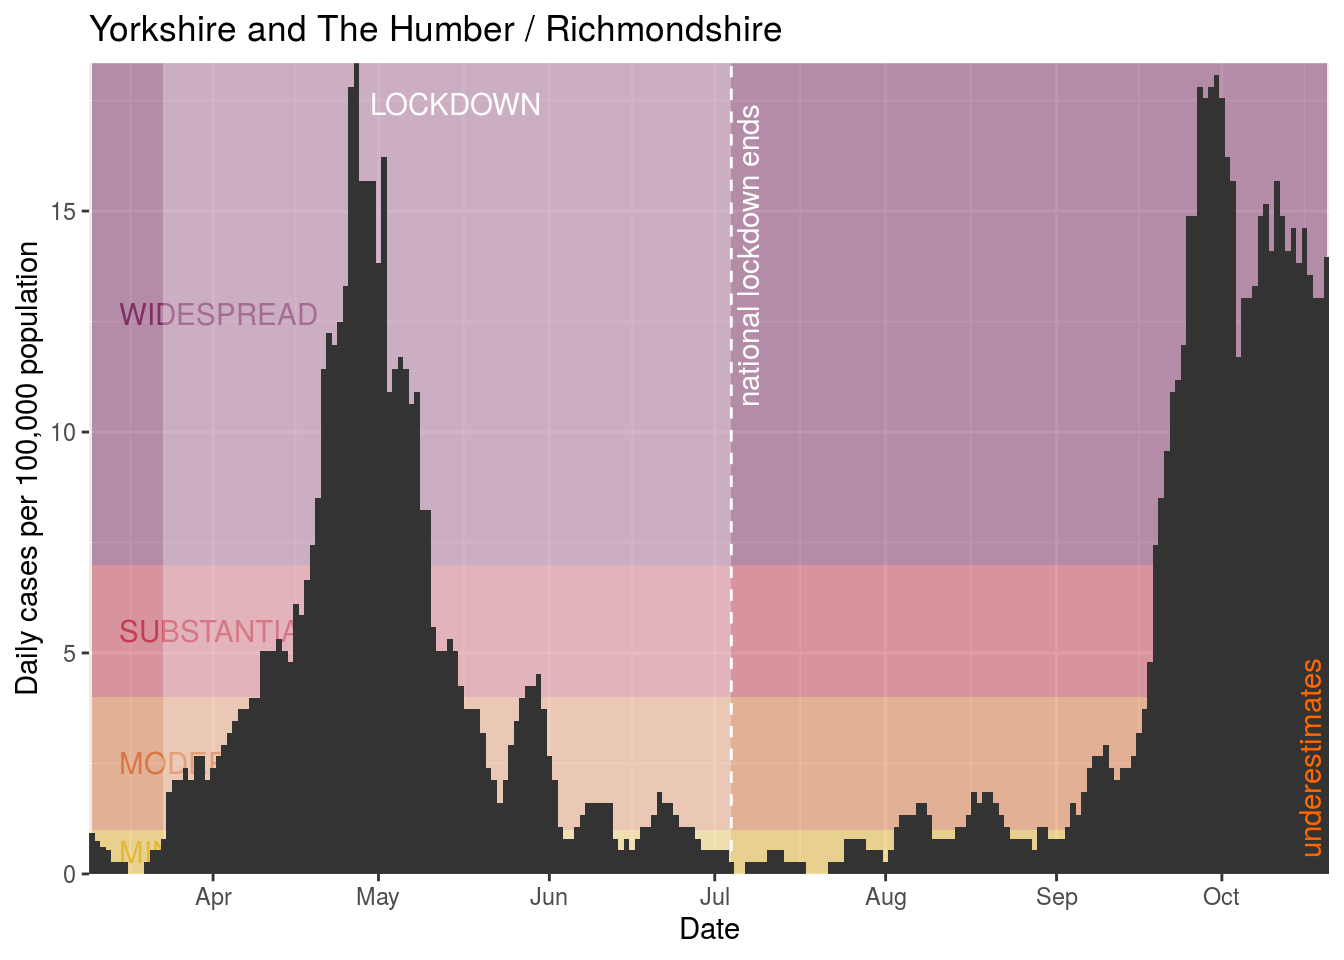 Yorkshire and The Humber / Richmondshire
Daily cases per 100,000 population
15
10
5
0
LOCKDOWN
national lockdown ends
WIDESPREAD
SUBSTANTIA
MODE
MI
underestimates
Apr
May
Jun
Jul
Aug
Sep
Oct
Date